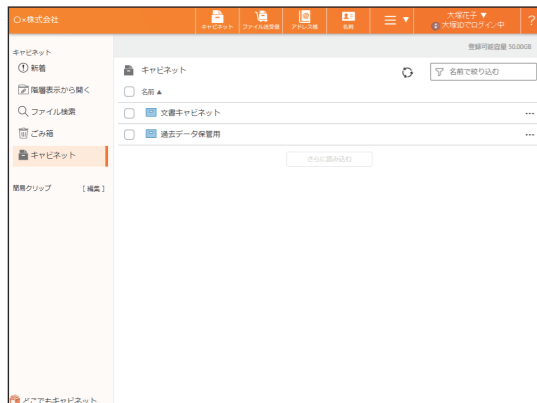 〇×株式会社
キャビネット
ファイル送受信
アドレス帳
名刺
大塚花子 ▼
大塚IDでログイン中
?
登録可能容量 50.00GB
キャビネット
新着
階層表示から開く
ファイル検索
ごみ箱
キャビネット
簡易クリップ [ 編集 ]
どこでもキャビネット
キャビネット
名前で絞り込む
名前 ▲
文書キャビネット
過去データ保管用
さらに読み込む